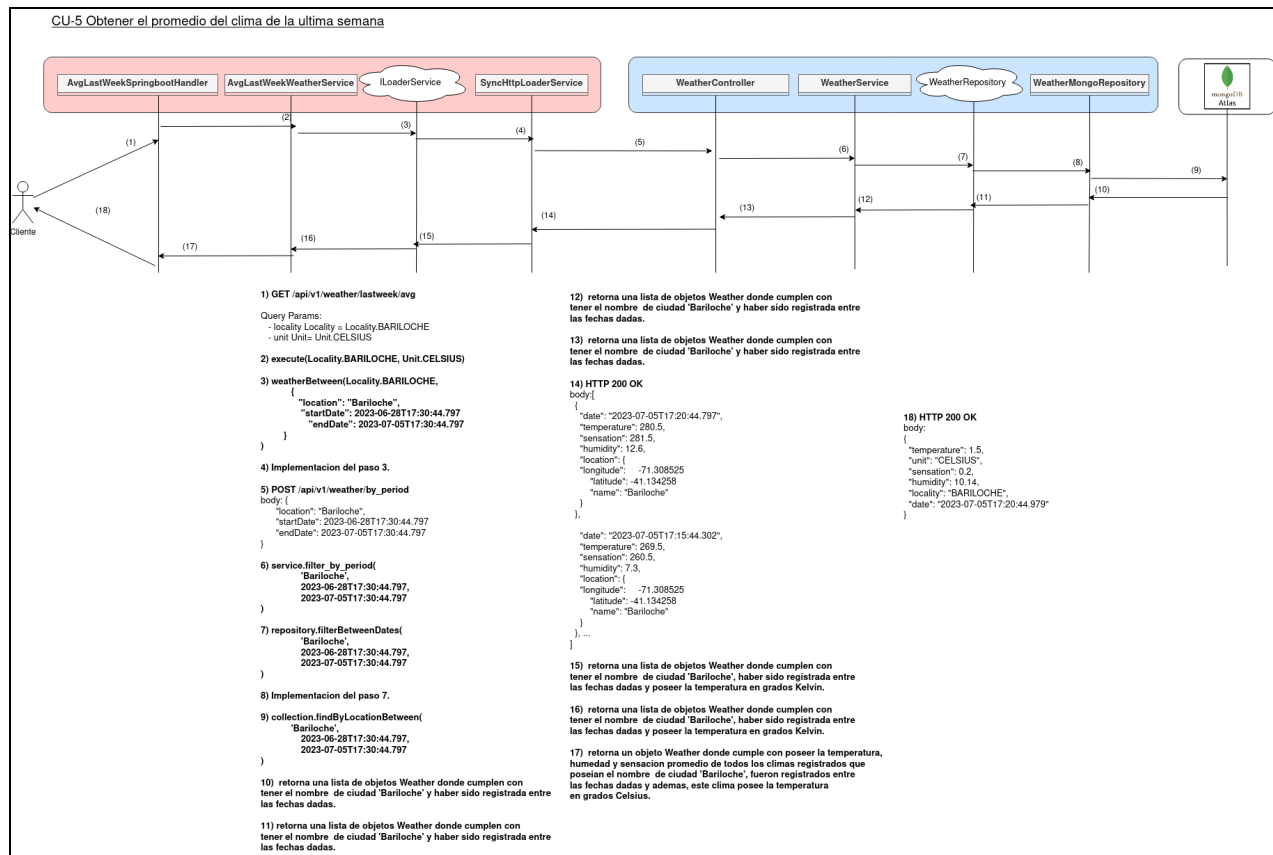 CU-5 Obtener el promedio del clima de la ultima semana
AvgLastWeekSpringbootHandler
AvgLastWeekWeatherService
ILoaderService
SyncHttpLoaderService
WeatherController
WeatherService
WeatherRepository
WeatherMongoRepository
mongoDB
Atlas
(1)
(2)
(3)
(4)
(5)
(6)
(7)
(8)
(9)
(10)
(11)
(12)
(13)
(14)
(15)
(16)
(17)
(18)
Cliente
1) GET /api/v1/weather/lastweek/avg
Query Params:
- locality Locality = Locality.BARILOCHE
- unit Unit= Unit.CELSIUS
2) execute(Locality.BARILOCHE, Unit.CELSIUS)
3) weatherBetween(Locality.BARILOCHE,
{
"location": "Bariloche",
"startDate": 2023-06-28T17:30:44.797
"endDate": 2023-07-05T17:30:44.797
}
)
4) Implementacion del paso 3.
5) POST /api/v1/weather/by_period
body: {
"location": "Bariloche",
"startDate": 2023-06-28T17:30:44.797
"endDate": 2023-07-05T17:30:44.797
}
6) service.filter_by_period(
'Bariloche',
2023-06-28T17:30:44.797,
2023-07-05T17:30:44.797
)
7) repository.filterBetweenDates(
'Bariloche',
2023-06-28T17:30:44.797,
2023-07-05T17:30:44.797
)
8) Implementacion del paso 7.
9) collection.findByLocationBetween(
'Bariloche',
2023-06-28T17:30:44.797,
2023-07-05T17:30:44.797
)
10) retorna una lista de objetos Weather donde cumplen con
tener el nombre de ciudad 'Bariloche' y haber sido registrada entre
las fechas dadas.
11) retorna una lista de objetos Weather donde cumplen con
tener el nombre de ciudad 'Bariloche' y haber sido registrada entre
las fechas dadas.
12) retorna una lista de objetos Weather donde cumplen con
tener el nombre de ciudad 'Bariloche' y haber sido registrada entre
las fechas dadas.
13) retorna una lista de objetos Weather donde cumplen con
tener el nombre de ciudad 'Bariloche' y haber sido registrada entre
las fechas dadas.
14) HTTP 200 OK
body:[
{
"date": "2023-07-05T17:20:44.797",
"temperature": 280.5,
"sensation": 281.5,
"humidity": 12.6,
"location": {
"longitude": -71.308525
"latitude": -41.134258
"name": "Bariloche"
}
},
"date": "2023-07-05T17:15:44.302",
"temperature": 269.5,
"sensation": 260.5,
"humidity": 7.3,
"location": {
"longitude": -71.308525
"latitude": -41.134258
"name": "Bariloche"
}
}, ...
]
15) retorna una lista de objetos Weather donde cumplen con
tener el nombre de ciudad 'Bariloche', haber sido registrada entre
las fechas dadas y poseer la temperatura en grados Kelvin.
16) retorna una lista de objetos Weather donde cumplen con
tener el nombre de ciudad 'Bariloche', haber sido registrada entre
las fechas dadas y poseer la temperatura en grados Kelvin.
17) retorna un objeto Weather donde cumple con poseer la temperatura,
humedad y sensacion promedio de todos los climas registrados que
poseian el nombre de ciudad 'Bariloche', fueron registrados entre
las fechas dadas y ademas, este clima posee la temperatura
en grados Celsius.
18) HTTP 200 OK
body:
{
"temperature": 1.5,
"unit": "CELSIUS",
"sensation": 0.2,
"humidity": 10.14,
"locality": "BARILOCHE",
"date": "2023-07-05T17:20:44.979"
}